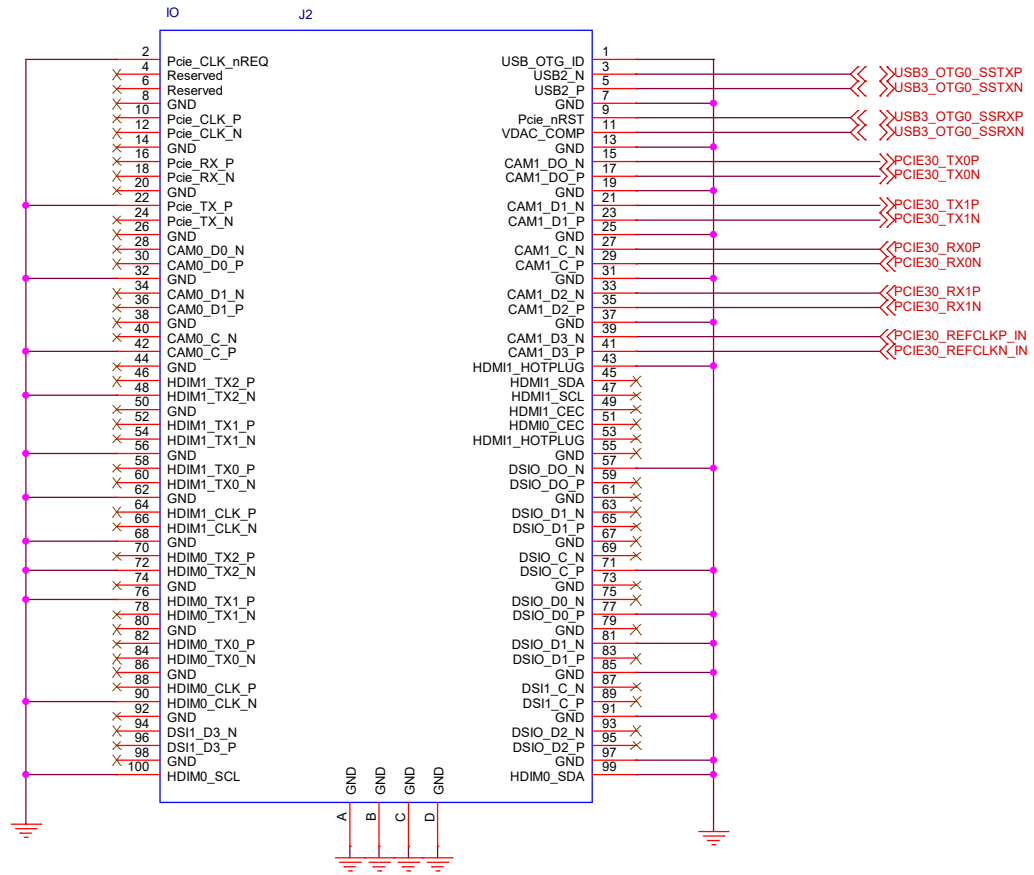 IO J2
2 Pcie_CLK_nREQ USB_OTG_ID 1
4 Reserved USB2_N 3 USB3_OTG0_SSTXP
6 Reserved USB2_P 5 USB3_OTG0_SSTXN
8 GND GND 7
10 Pcie_CLK_P Pcie_nRST 9 USB3_OTG0_SSRXP
12 Pcie_CLK_N VDAC_COMP 11 USB3_OTG0_SSRXN
14 GND GND 13
16 Pcie_RX_P CAM1_DO_N 15 PCIE30_TX0P
18 Pcie_RX_N CAM1_DO_P 17 PCIE30_TX0N
20 GND GND 19
22 Pcie_TX_P CAM1_D1_N 21 PCIE30_TX1P
24 Pcie_TX_N CAM1_D1_P 23 PCIE30_TX1N
26 GND GND 25
28 CAM0_D0_N CAM1_C_N 27 PCIE30_RX0P
30 CAM0_D0_P CAM1_C_P 29 PCIE30_RX0N
32 GND GND 31
34 CAM0_D1_N CAM1_D2_N 33 PCIE30_RX1P
36 CAM0_D1_P CAM1_D2_P 35 PCIE30_RX1N
38 GND GND 37
40 CAM0_C_N CAM1_D3_N 39 PCIE30_REFCLKP_IN
42 CAM0_C_P CAM1_D3_P 41 PCIE30_REFCLKN_IN
44 GND HDMI1_HOTPLUG 43
46 HDIM1_TX2_P HDMI1_SDA 45
48 HDIM1_TX2_N HDMI1_SCL 47
50 GND HDMI1_CEC 49
52 HDIM1_TX1_P HDMI0_CEC 51
54 HDIM1_TX1_N HDMI1_HOTPLUG 53
56 GND GND 55
58 HDIM1_TX0_P DSIO_DO_N 57
60 HDIM1_TX0_N DSIO_DO_P 59
62 GND GND 61
64 HDIM1_CLK_P DSIO_D1_N 63
66 HDIM1_CLK_N DSIO_D1_P 65
68 GND GND 67
70 HDIM0_TX2_P DSIO_C_N 69
72 HDIM0_TX2_N DSIO_C_P 71
74 GND GND 73
76 HDIM0_TX1_P DSIO_D0_N 75
78 HDIM0_TX1_N DSIO_D0_P 77
80 GND GND 79
82 HDIM0_TX0_P DSIO_D1_N 81
84 HDIM0_TX0_N DSIO_D1_P 83
86 GND GND 85
88 HDIM0_CLK_P DSI1_C_N 87
90 HDIM0_CLK_N DSI1_C_P 89
92 GND GND 91
94 DSI1_D3_N DSIO_D2_N 93
96 DSI1_D3_P DSIO_D2_P 95
98 GND GND 97
100 HDIM0_SCL HDIM0_SDA 99
GND GND GND GND
A B C D